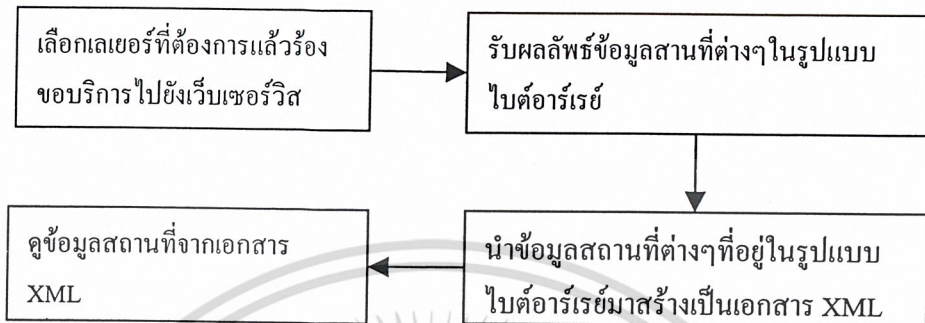 เลือกเลเยอร์ที่ต้องการแล้วร้อง
ขอบริการไปยังเว็บเซอร์วิส
รับผลลัพธ์ข้อมูลสานที่ต่างๆในรูปแบบ
ไบต์อาร์เรย์
นำข้อมูลสถานที่ต่างๆที่อยู่ในรูปแบบ
ไบต์อาร์เรย์มาสร้างเป็นเอกสาร XML
ดูข้อมูลสถานที่จากเอกสาร
XML